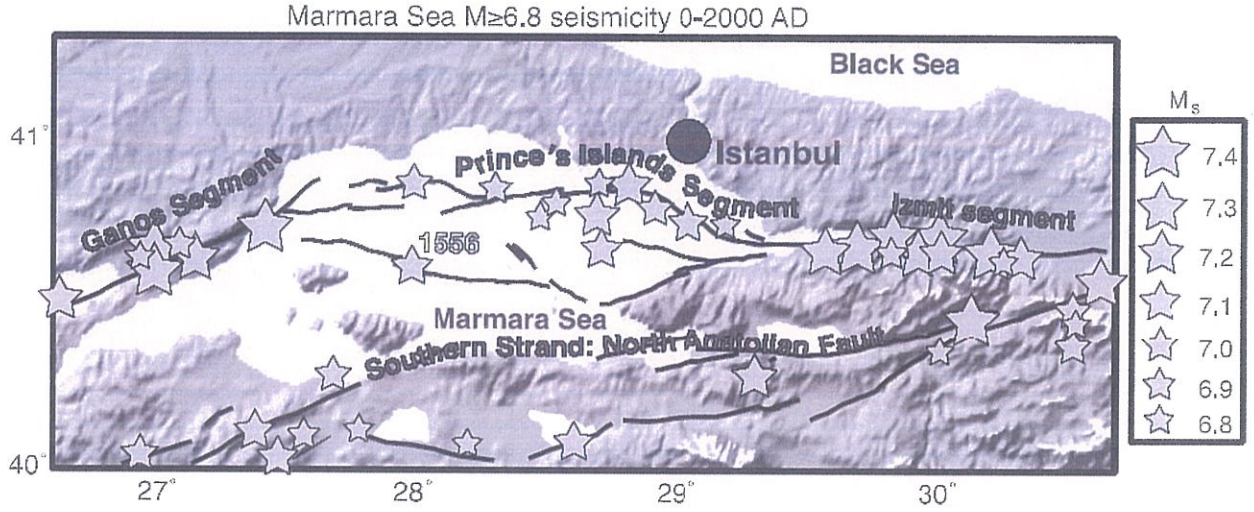 Marmara Sea M≥6.8 seismicity 0-2000 AD
Black Sea
Mₛ
41°
Istanbul
7.4
Prince's Islands Segment
Ganos Segment
7.3
Izmit segment
1556
7.2
7.1
Marmara Sea
7.0
Southern Strand: North Anatolian Fault
6.9
6.8
40°
27° 28° 29° 30°